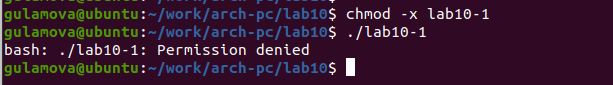 gulamova@ubuntu:~/work/arch-pc/lab10$ chmod -x lab10-1
gulamova@ubuntu:~/work/arch-pc/lab10$ ./lab10-1
bash: ./lab10-1: Permission denied
gulamova@ubuntu:~/work/arch-pc/lab10$